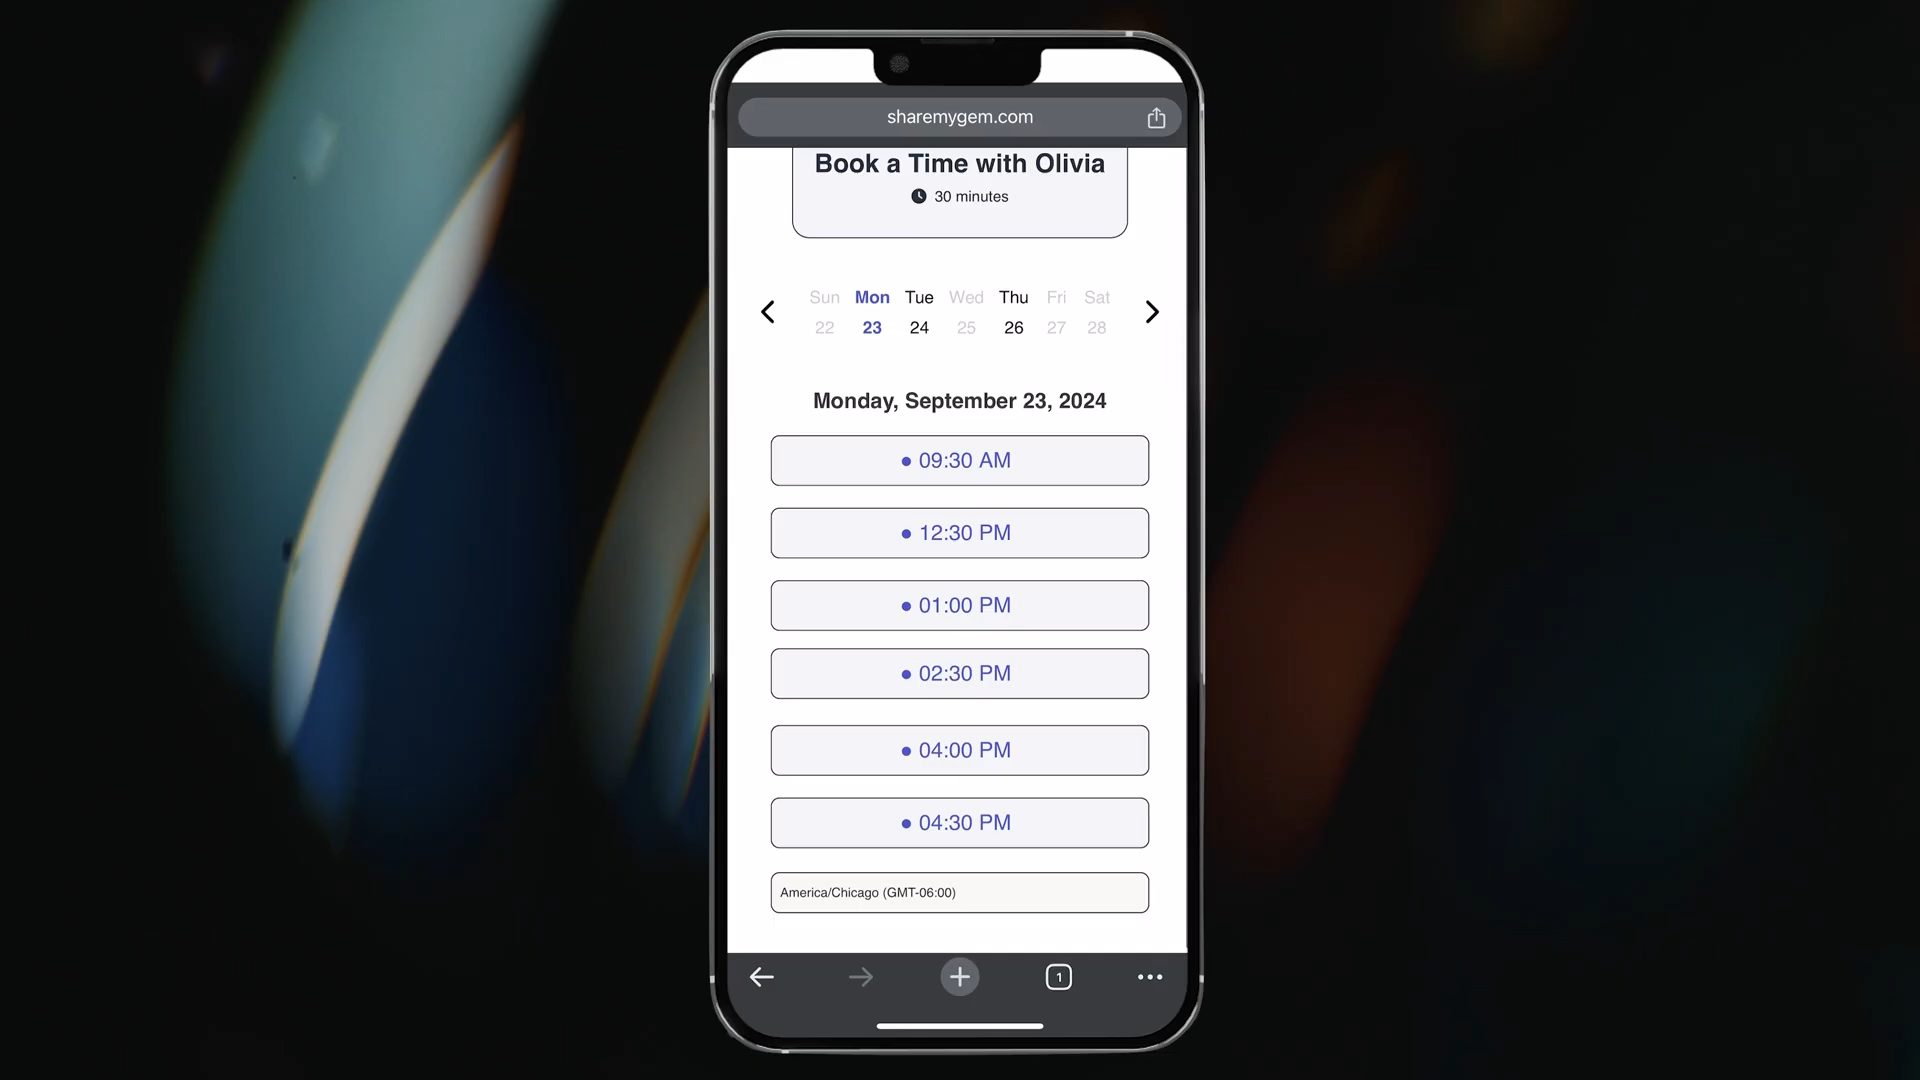 sharemygem.com
Book a Time with Olivia
30 minutes
Sun Mon Tue Wed Thu Fri Sat
22 23 24 25 26 27 28
Monday, September 23, 2024
09:30 AM
12:30 PM
01:00 PM
02:30 PM
04:00 PM
04:30 PM
America/Chicago (GMT-06:00)
1